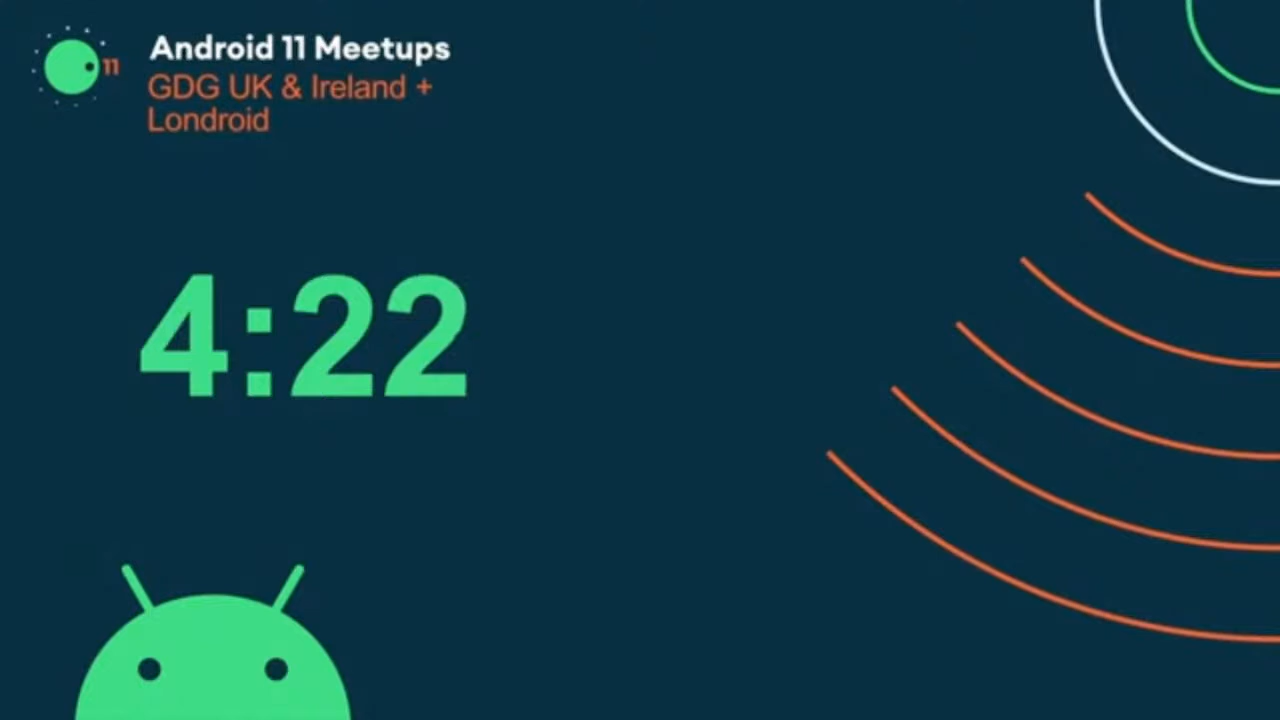 11
Android 11 Meetups
GDG UK & Ireland +
Londroid
4:22